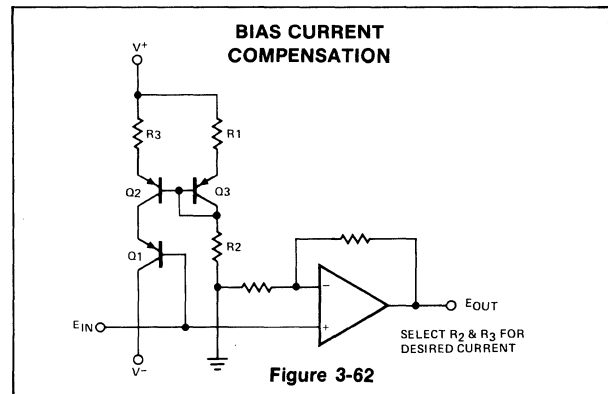 BIAS CURRENT
COMPENSATION
V+
R3
R1
Q2
Q3
R2
Q1
−
EOUT
EIN
+
SELECT R2 & R3 FOR
DESIRED CURRENT
V−
Figure 3-62